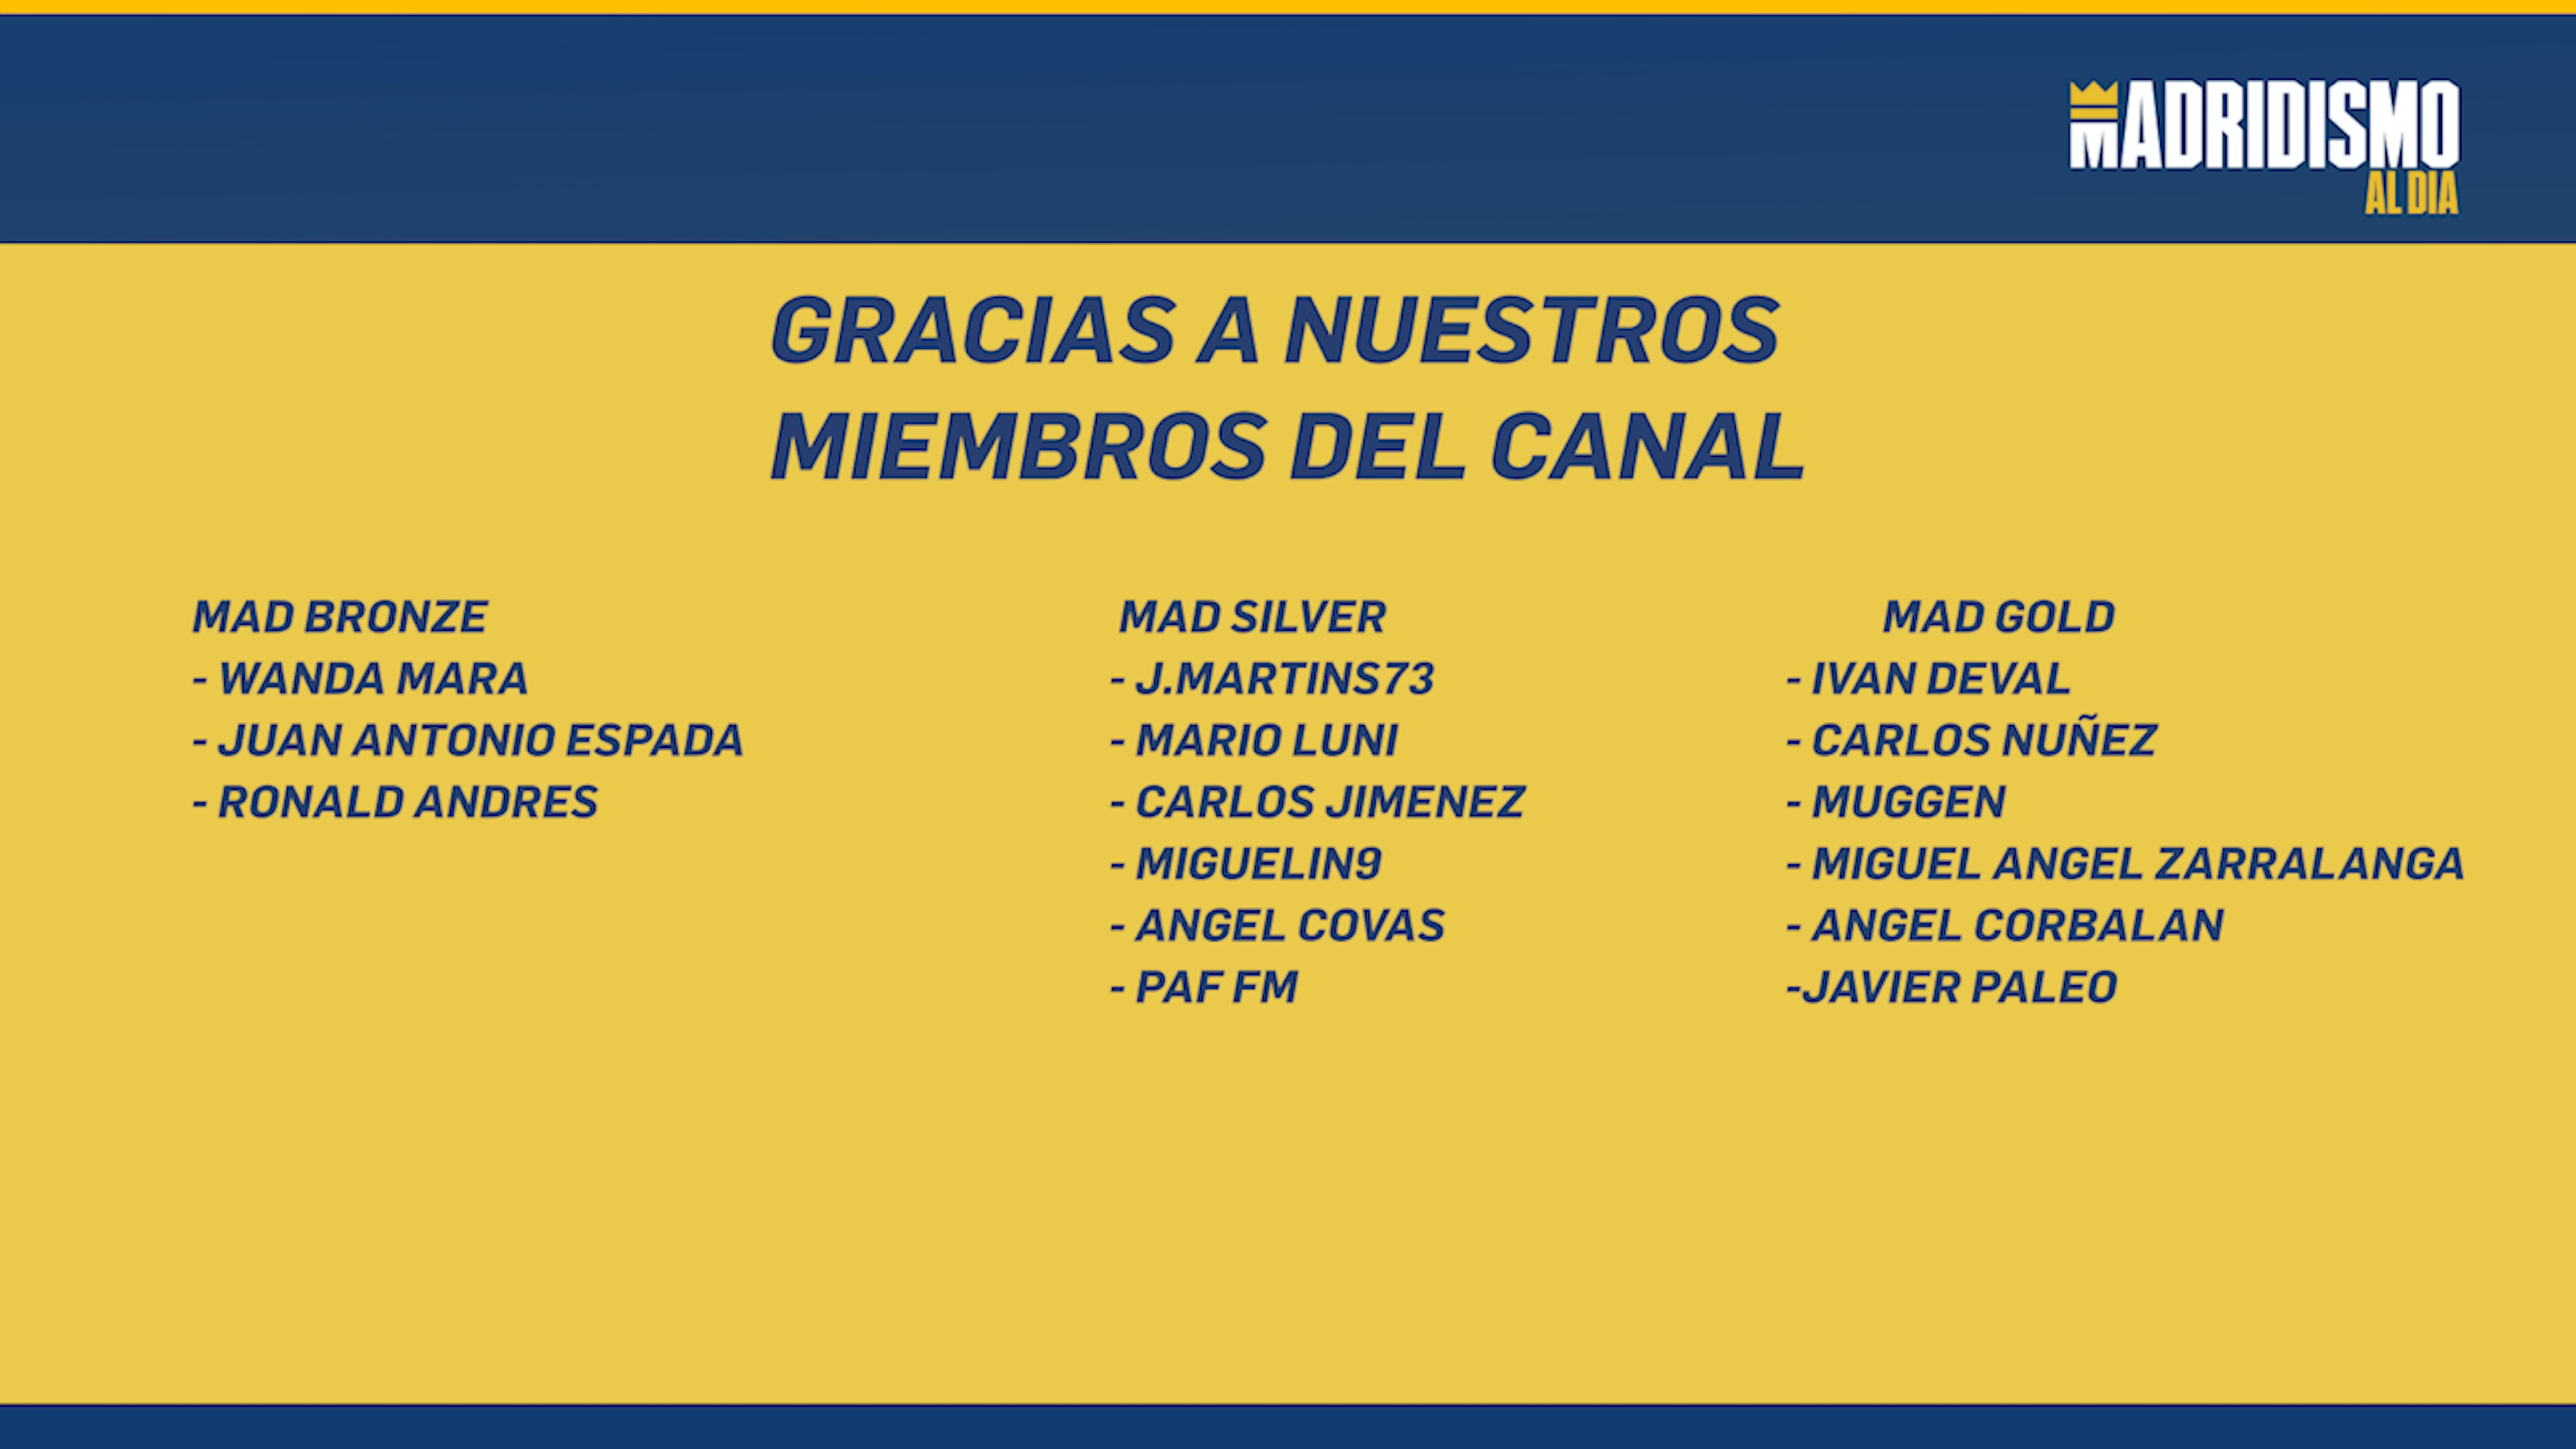 MADRIDISMO
AL DIA
GRACIAS A NUESTROS
MIEMBROS DEL CANAL
MAD BRONZE
- WANDA MARA
- JUAN ANTONIO ESPADA
- RONALD ANDRES
MAD SILVER
- J.MARTINS73
- MARIO LUNI
- CARLOS JIMENEZ
- MIGUELIN9
- ANGEL COVAS
- PAF FM
MAD GOLD
- IVAN DEVAL
- CARLOS NUÑEZ
- MUGGEN
- MIGUEL ANGEL ZARRALANGA
- ANGEL CORBALAN
-JAVIER PALEO